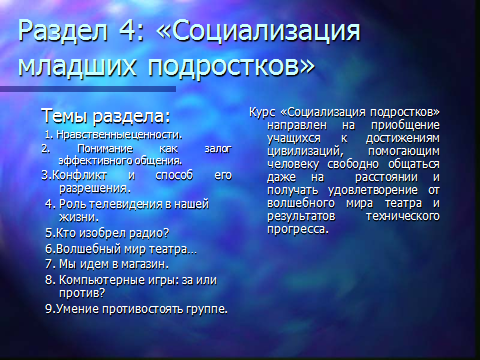 Раздел 4: «Социализация
младших подростков»
Темы раздела:
1. Нравственные ценности.
2. Понимание как залог
эффективного общения.
3.Конфликт и способ его
разрешения.
4. Роль телевидения в нашей
жизни.
5.Кто изобрел радио?
6.Волшебный мир театра…
7. Мы идем в магазин.
8. Компьютерные игры: за или
против?
9.Умение противостоять группе.
Курс «Социализация подростков»
направлен на приобщение
учащихся к достижениям
цивилизаций, помогающим
человеку свободно общаться
даже на расстоянии и
получать удовлетворение от
волшебного мира театра и
результатов технического
прогресса.